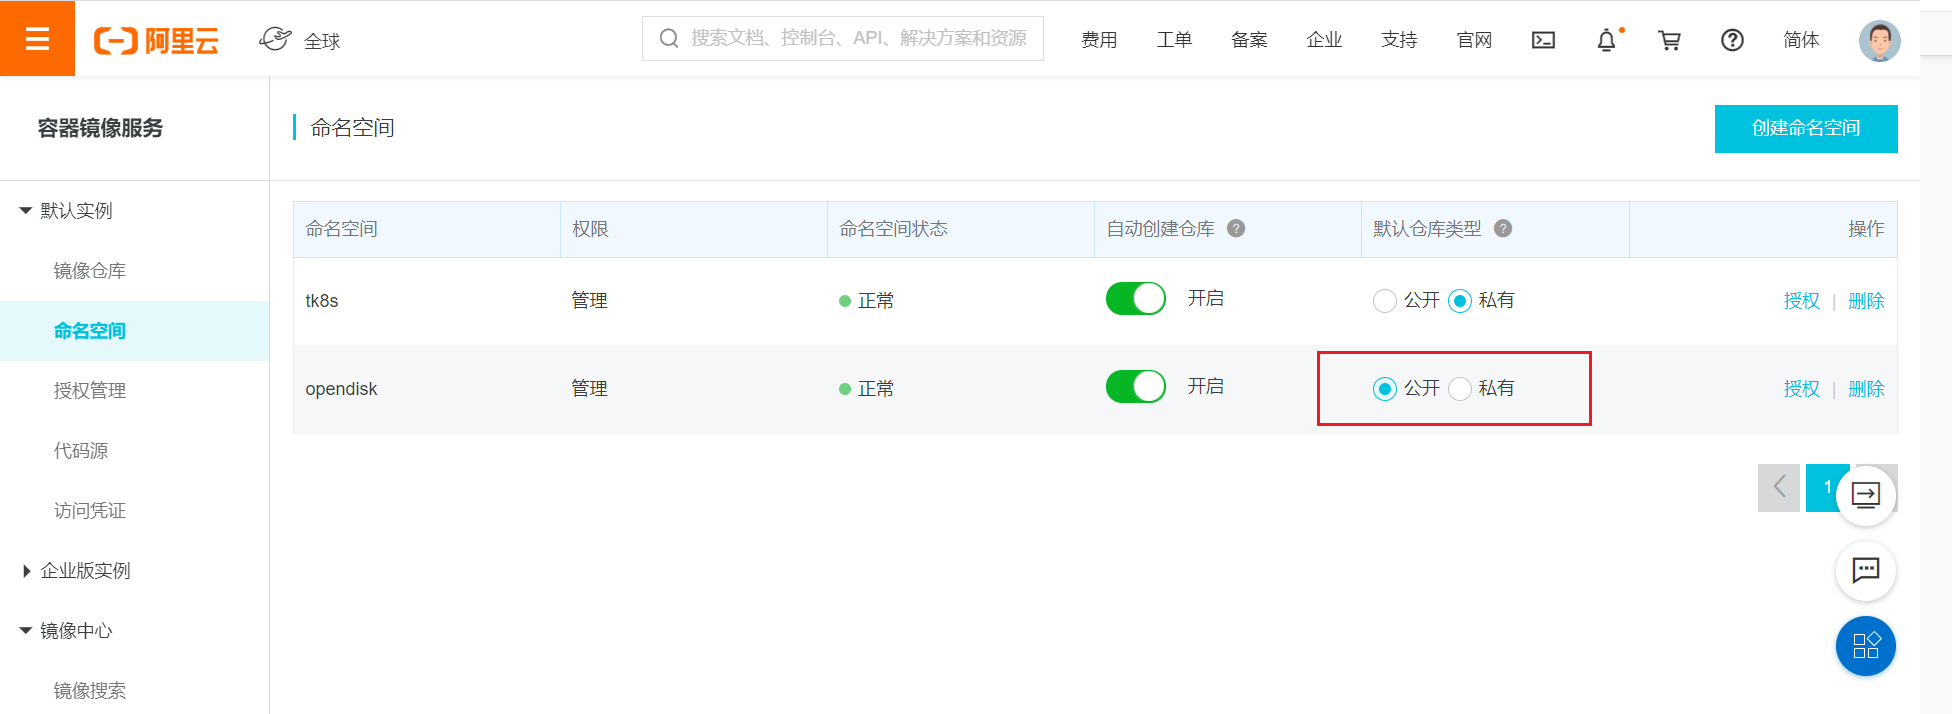 阿里云
全球
搜索文档、控制台、API、解决方案和资源
费用 工单 备案 企业 支持 官网 简体
容器镜像服务
默认实例
镜像仓库
命名空间
授权管理
代码源
访问凭证
企业版实例
镜像中心
镜像搜索
命名空间
创建命名空间
命名空间 权限 命名空间状态 自动创建仓库 ? 默认仓库类型 ? 操作
tk8s 管理 正常 开启 公开 私有 授权 | 删除
opendisk 管理 正常 开启 公开 私有 授权 | 删除
1